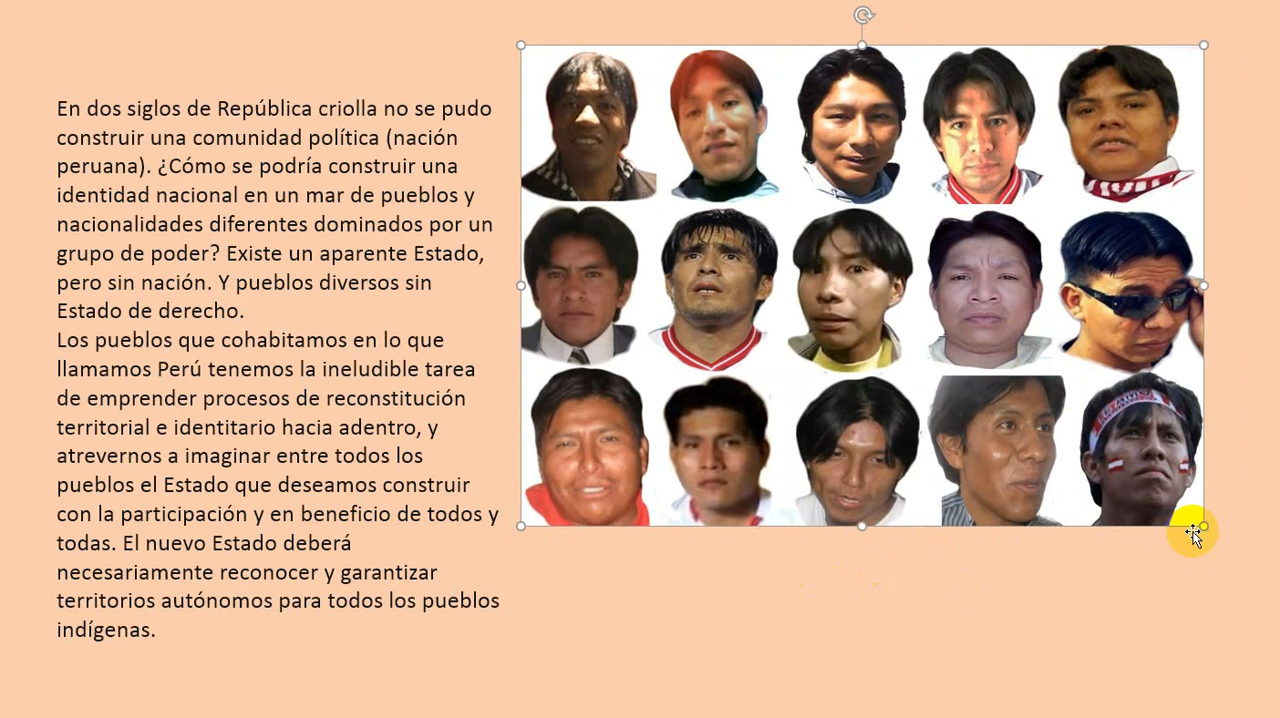 En dos siglos de República criolla no se pudo
construir una comunidad política (nación
peruana). ¿Cómo se podría construir una
identidad nacional en un mar de pueblos y
nacionalidades diferentes dominados por un
grupo de poder? Existe un aparente Estado,
pero sin nación. Y pueblos diversos sin
Estado de derecho.
Los pueblos que cohabitamos en lo que
llamamos Perú tenemos la ineludible tarea
de emprender procesos de reconstitución
territorial e identitario hacia adentro, y
atrevernos a imaginar entre todos los
pueblos el Estado que deseamos construir
con la participación y en beneficio de todos y
todas. El nuevo Estado deberá
necesariamente reconocer y garantizar
territorios autónomos para todos los pueblos
indígenas.